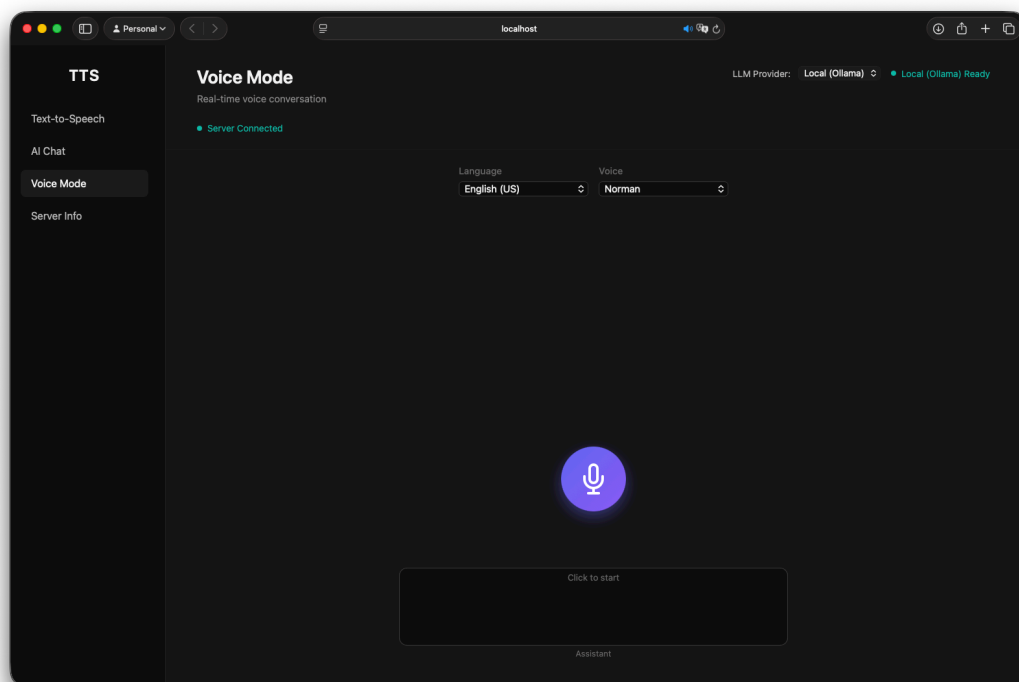 Personal
localhost
TTS
Text-to-Speech
AI Chat
Voice Mode
Server Info
Voice Mode
Real-time voice conversation
Server Connected
LLM Provider: Local (Ollama) Local (Ollama) Ready
Language Voice
English (US) Norman
Click to start
Assistant